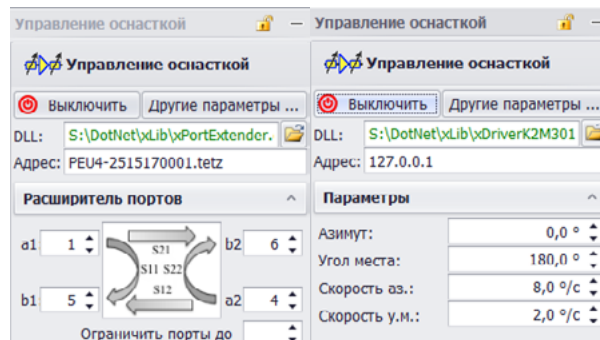 Управление оснасткой
Управление оснасткой
Выключить Другие параметры ...
DLL: S:\DotNet\xLib\xPortExtender.
Адрес: PEU4-2515170001.tetz
Расширитель портов
a1 1 S21 b2 6
S11 S22
b1 5 S12 a2 4
Ограничить порты до
Управление оснасткой
Управление оснасткой
Выключить Другие параметры ...
DLL: S:\DotNet\xLib\xDriverK2M301
Адрес: 127.0.0.1
Параметры
Азимут: 0,0 °
Угол места: 180,0 °
Скорость аз.: 8,0 °/с
Скорость у.м.: 2,0 °/с